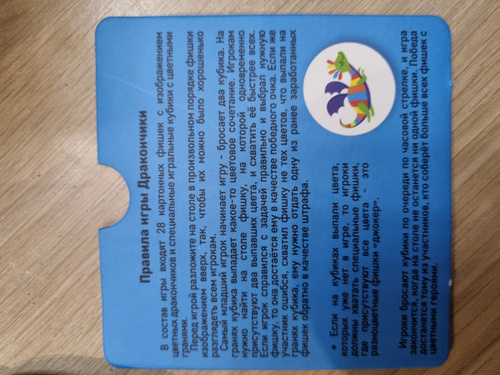 Правила игры Дракончики
В состав игры входят 28 картонных фишек с изображением
цветных дракончиков и специальные игральные кубики с цветными
гранями.
Перед игрой разложите на столе в произвольном порядке фишки
изображением вверх, так, чтобы их можно было хорошенько
разглядеть всем игрокам.
Самый младший игрок начинает игру - бросает два кубика. На
гранях кубика выпадает какое-то цветовое сочетание. Игрокам
нужно найти на столе фишку, на которой одновременно
присутствуют два выпавших цвета, и схватить её быстрее всех.
Если игрок справился с задачей правильно и выбрал нужную
фишку, то она достаётся ему в качестве победного очка. Если же
участник ошибся, схватил фишку не тех цветов, что выпали на
гранях кубика, ему нужно отдать одну из ранее заработанных
фишек обратно в качестве штрафа.
• Если на кубиках выпали цвета,
которых уже нет в игре, то игроки
должны хватать специальные фишки,
где присутствуют все цвета - это
разноцветные фишки «джокер».
Игроки бросают кубики по очереди по часовой стрелке, и игра
закончится, когда на столе не останется ни одной фишки. Победа
достанется тому из участников, кто соберёт больше всех фишек с
цветными героями.